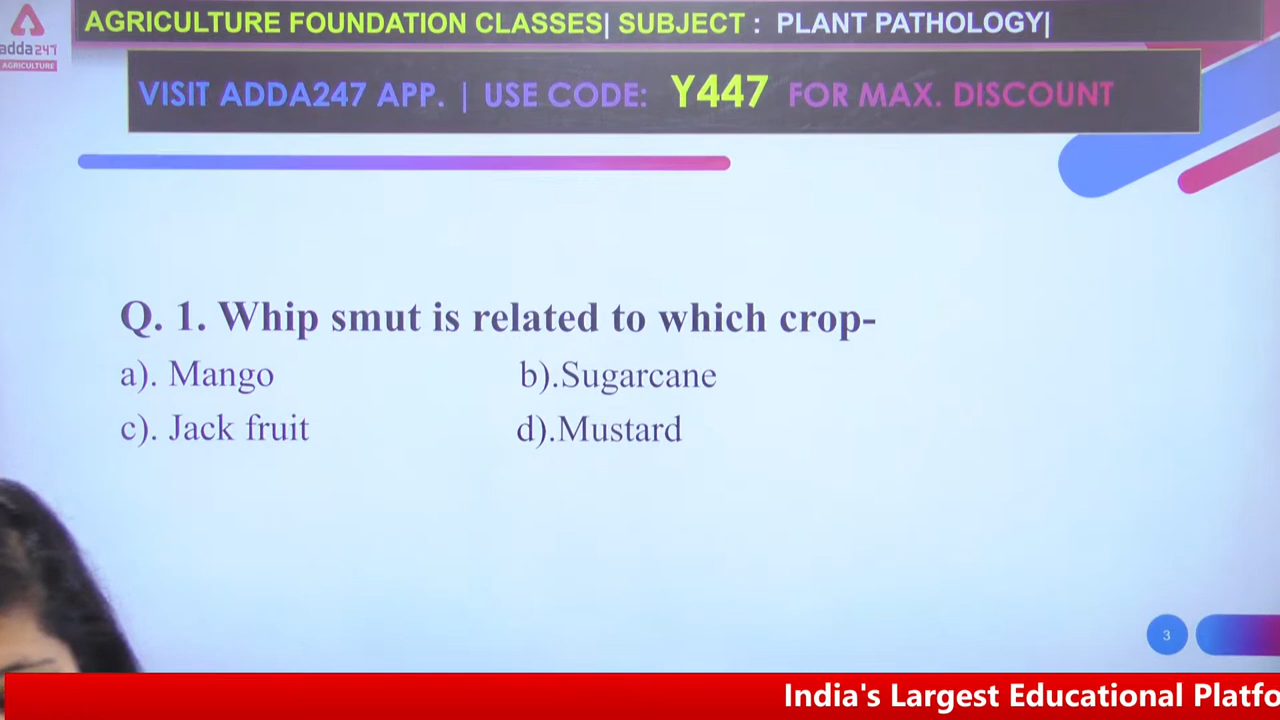 AGRICULTURE FOUNDATION CLASSES| SUBJECT : PLANT PATHOLOGY|
adda247
AGRICULTURE
VISIT ADDA247 APP. | USE CODE: Y447 FOR MAX. DISCOUNT
Q. 1. Whip smut is related to which crop-
a). Mango b).Sugarcane
c). Jack fruit d).Mustard
3
India's Largest Educational Platfo